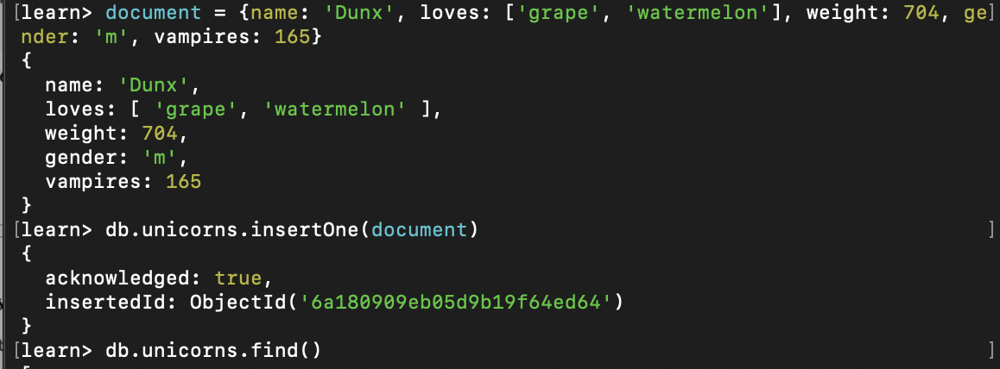 [learn> document = {name: 'Dunx', loves: ['grape', 'watermelon'], weight: 704, ge]
nder: 'm', vampires: 165}
{
  name: 'Dunx',
  loves: [ 'grape', 'watermelon' ],
  weight: 704,
  gender: 'm',
  vampires: 165
}
[learn> db.unicorns.insertOne(document) ]
{
  acknowledged: true,
  insertedId: ObjectId('6a180909eb05d9b19f64ed64')
}
[learn> db.unicorns.find() ]